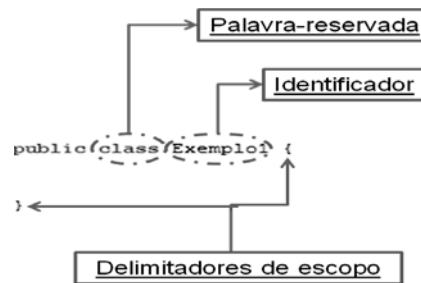 Palavra-reservada
Identificador
public class Exemplo1 {
}
Delimitadores de escopo